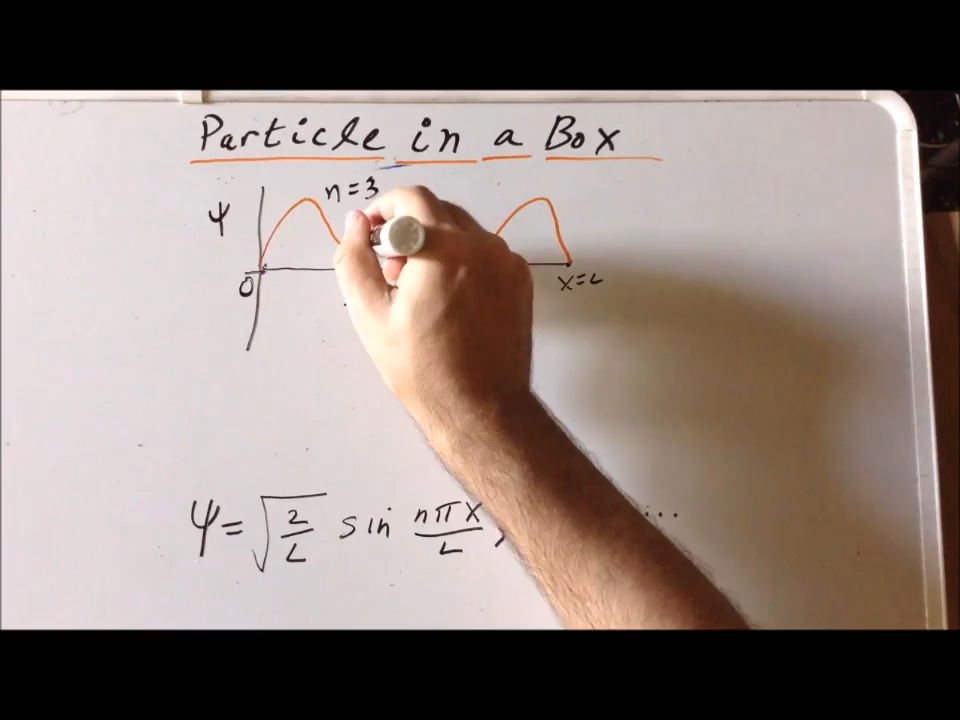 Particle in a Box
n=3
ψ
0
x=L
ψ = √2/L sin nπx/L , ...